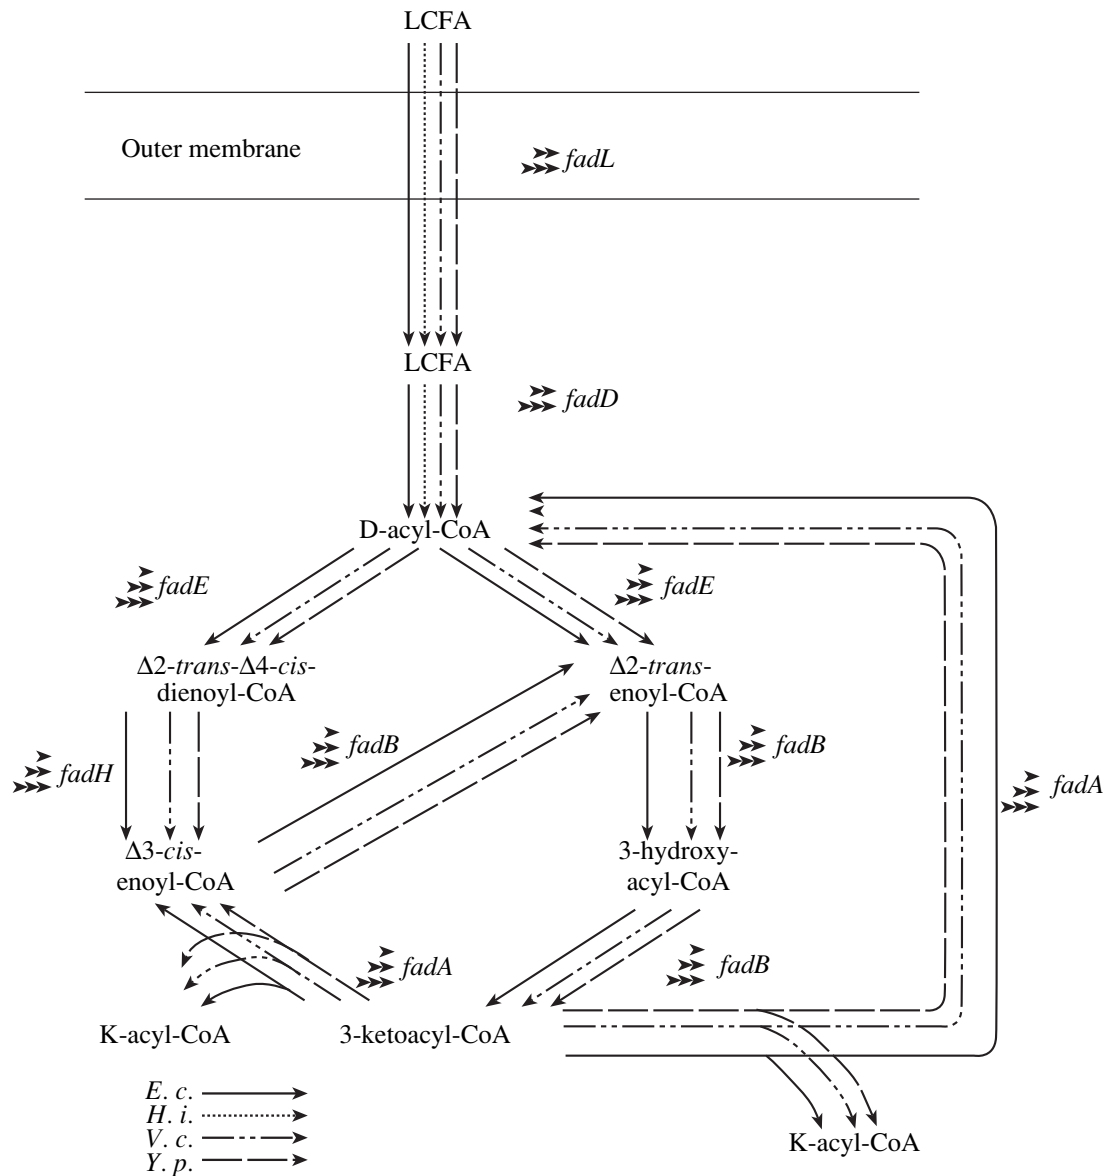 LCFA
Outer membrane
fadL
LCFA
fadD
D-acyl-CoA
fadE
fadE
Δ2-trans-Δ4-cis-
dienoyl-CoA
Δ2-trans-
enoyl-CoA
fadB
fadB
fadH
fadA
Δ3-cis-
enoyl-CoA
3-hydroxy-
acyl-CoA
fadA
fadB
K-acyl-CoA
3-ketoacyl-CoA
E. c.
H. i.
V. c.
Y. p.
K-acyl-CoA